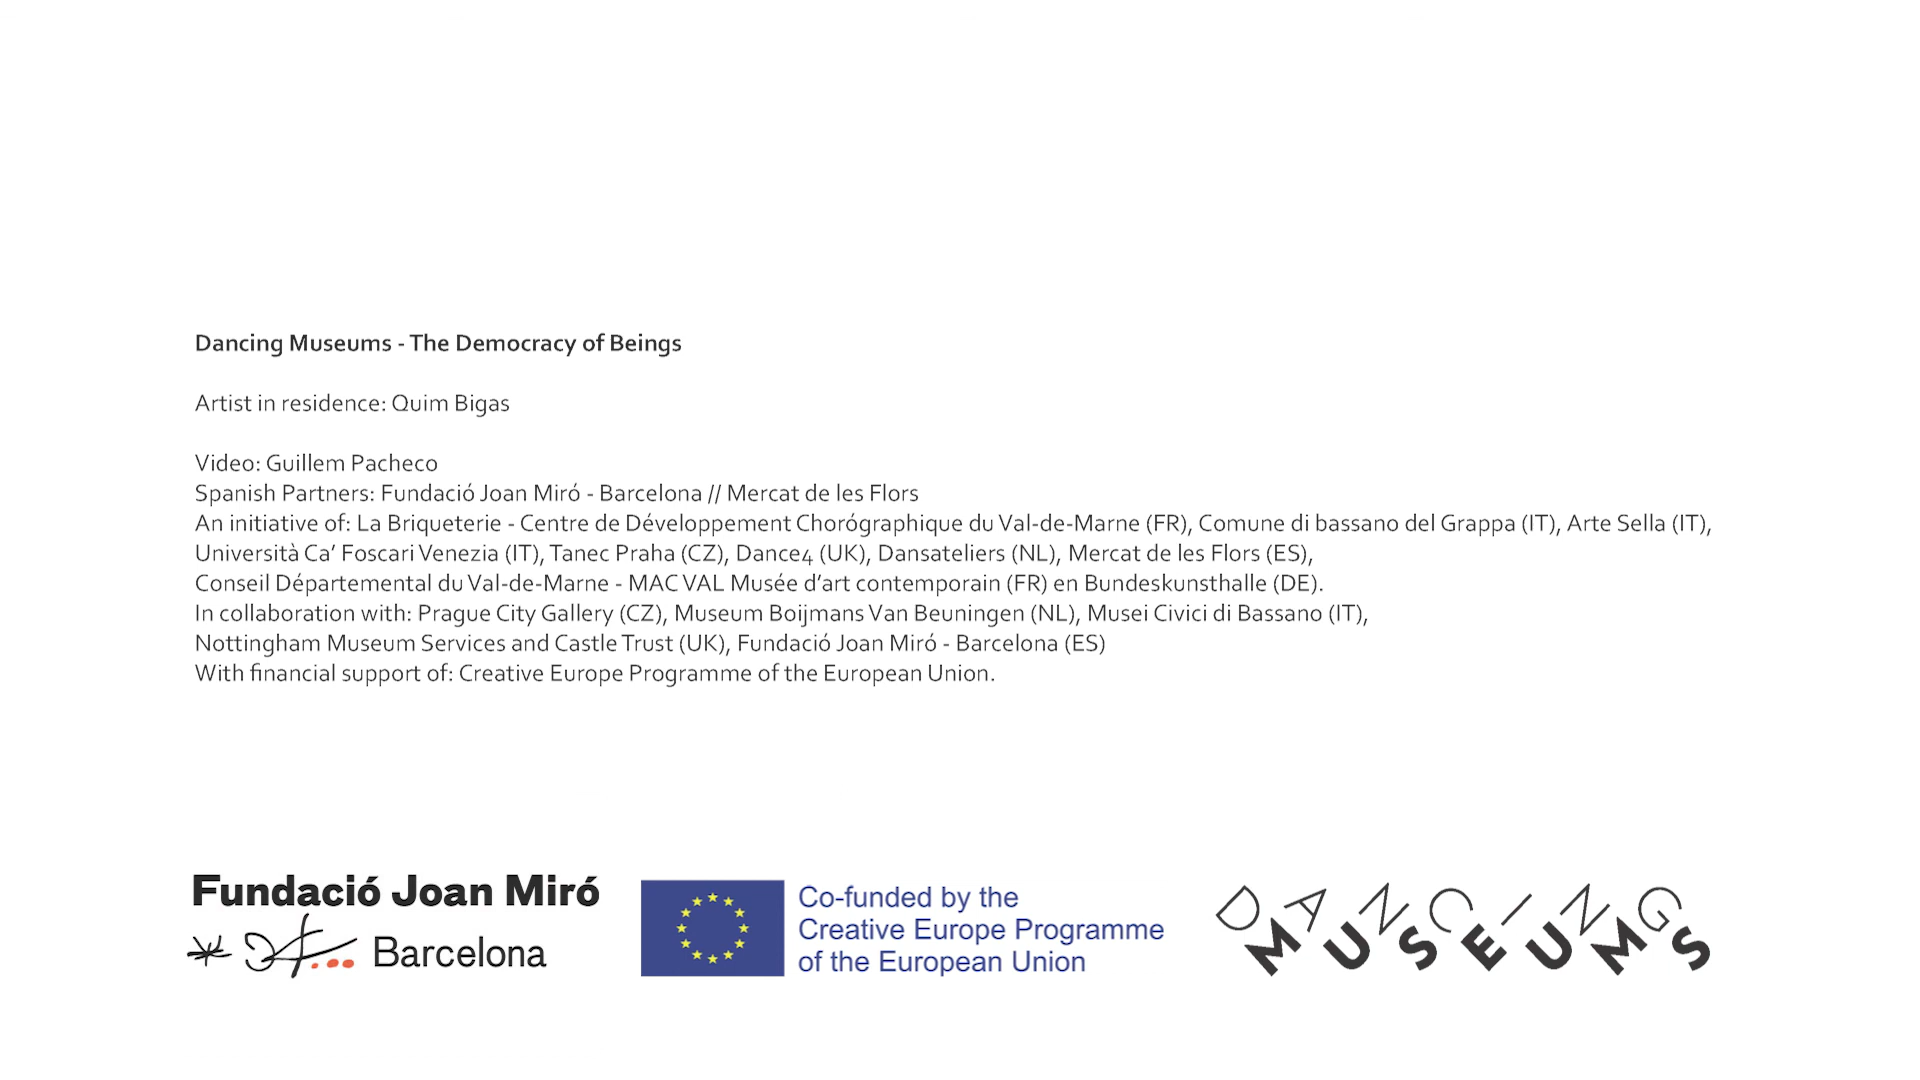 Dancing Museums - The Democracy of Beings
Artist in residence: Quim Bigas
Video: Guillem Pacheco
Spanish Partners: Fundació Joan Miró - Barcelona // Mercat de les Flors
An initiative of: La Briqueterie - Centre de Développement Chorógraphique du Val-de-Marne (FR), Comune di bassano del Grappa (IT), Arte Sella (IT),
Università Ca’ Foscari Venezia (IT), Tanec Praha (CZ), Dance4 (UK), Dansateliers (NL), Mercat de les Flors (ES),
Conseil Départemental du Val-de-Marne - MAC VAL Musée d’art contemporain (FR) en Bundeskunsthalle (DE).
In collaboration with: Prague City Gallery (CZ), Museum Boijmans Van Beuningen (NL), Musei Civici di Bassano (IT),
Nottingham Museum Services and Castle Trust (UK), Fundació Joan Miró - Barcelona (ES)
With financial support of: Creative Europe Programme of the European Union.
Fundació Joan Miró
Barcelona
Co-funded by the
Creative Europe Programme
of the European Union
DANCING
MUSEUMS